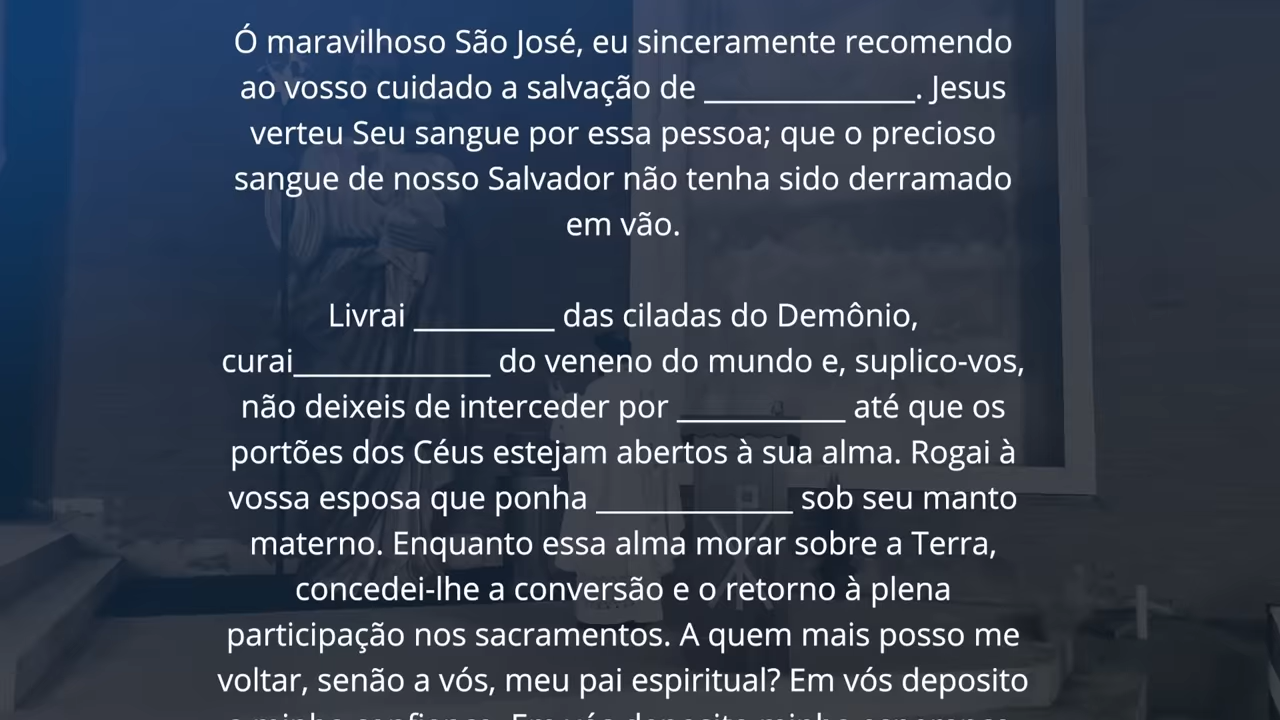 Ó maravilhoso São José, eu sinceramente recomendo
ao vosso cuidado a salvação de ______________. Jesus
verteu Seu sangue por essa pessoa; que o precioso
sangue de nosso Salvador não tenha sido derramado
em vão.
Livrai __________ das ciladas do Demônio,
curai______________ do veneno do mundo e, suplico-vos,
não deixeis de interceder por ____________ até que os
portões dos Céus estejam abertos à sua alma. Rogai à
vossa esposa que ponha ______________ sob seu manto
materno. Enquanto essa alma morar sobre a Terra,
concedei-lhe a conversão e o retorno à plena
participação nos sacramentos. A quem mais posso me
voltar, senão a vós, meu pai espiritual? Em vós deposito